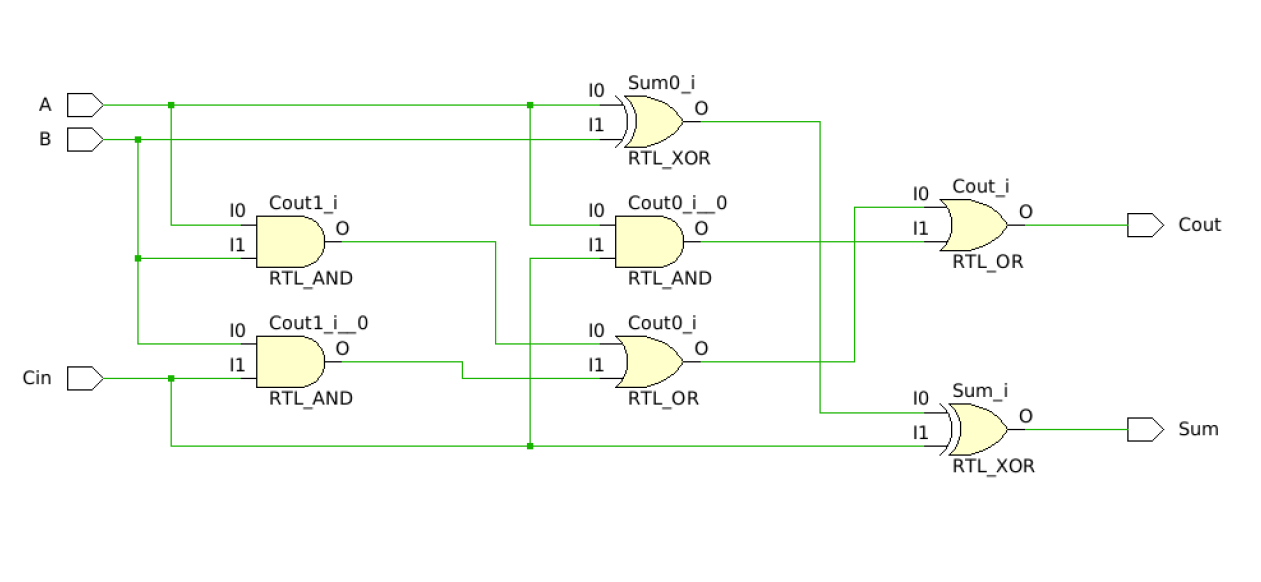 Sum0_i
A
I0
O
I1
B
RTL_XOR
Cout_i
I0
O
I1
Cout
RTL_OR
Cout1_i
I0
O
I1
RTL_AND
Cout0_i__0
I0
O
I1
RTL_AND
Cout1_i__0
I0
O
I1
RTL_AND
Cin
Cout0_i
I0
O
I1
RTL_OR
Sum_i
I0
O
I1
Sum
RTL_XOR